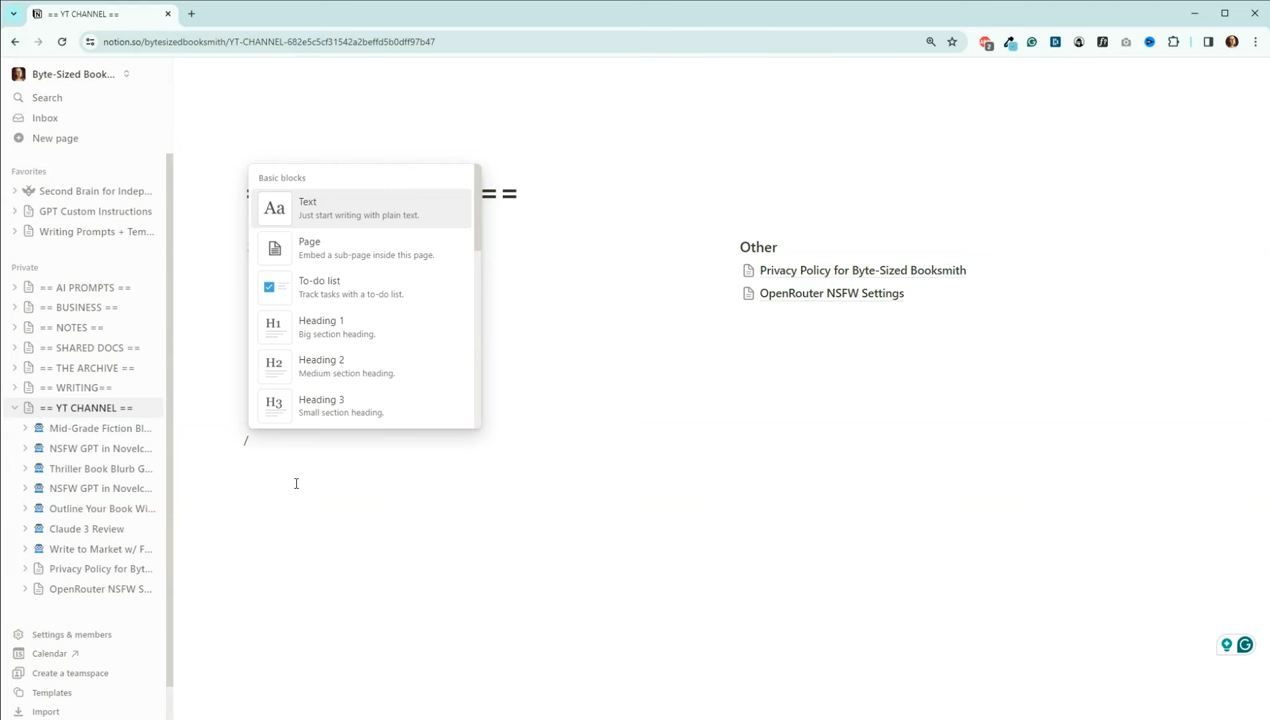 == YT CHANNEL ==
notion.so/bytesizedbooksmith/YT-CHANNEL-682e5c5cf31542a2beffd5b0dff97b47
2
Byte-Sized Book...
Search
Inbox
New page
Favorites
Second Brain for Indep...
GPT Custom Instructions
Writing Prompts + Tem...
Private
== AI PROMPTS ==
== BUSINESS ==
== NOTES ==
== SHARED DOCS ==
== THE ARCHIVE ==
== WRITING==
== YT CHANNEL ==
Mid-Grade Fiction Bl...
NSFW GPT in Novelc...
Thriller Book Blurb G...
NSFW GPT in Novelc...
Outline Your Book Wi...
Claude 3 Review
Write to Market w/ F...
Privacy Policy for Byt...
OpenRouter NSFW S...
Settings & members
Calendar ↗
Create a teamspace
Templates
Import
==
Basic blocks
Aa
Text
Just start writing with plain text.
Page
Embed a sub-page inside this page.
To-do list
Track tasks with a to-do list.
H1
Heading 1
Big section heading.
H2
Heading 2
Medium section heading.
H3
Heading 3
Small section heading.
/
Other
Privacy Policy for Byte-Sized Booksmith
OpenRouter NSFW Settings